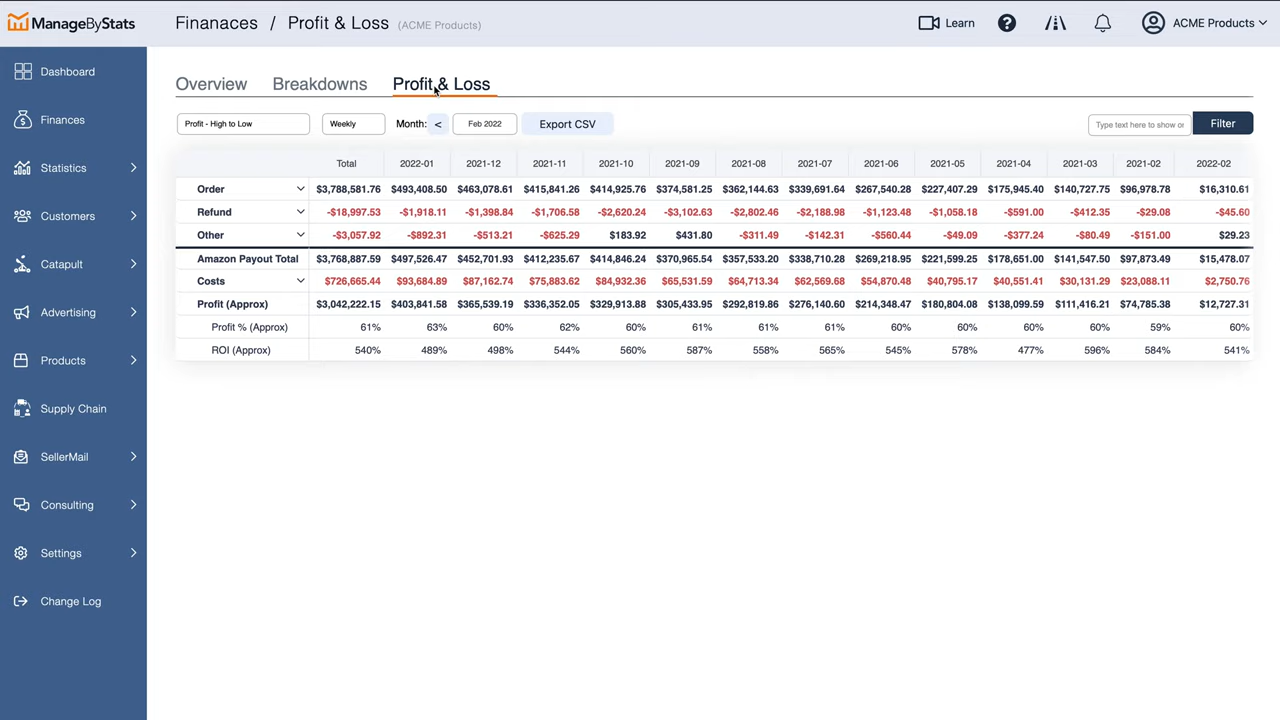 ManageByStats
Finanaces / Profit & Loss (ACME Products)
Learn
?
ACME Products
Dashboard
Finances
Statistics
Customers
Catapult
Advertising
Products
Supply Chain
SellerMail
Consulting
Settings
Change Log
Overview Breakdowns Profit & Loss
Profit - High to Low Weekly Month: < Feb 2022 Export CSV Type text here to show or Filter
Total 2022-01 2021-12 2021-11 2021-10 2021-09 2021-08 2021-07 2021-06 2021-05 2021-04 2021-03 2021-02 2022-02
Order $3,788,581.76 $493,408.50 $463,078.61 $415,841.26 $414,925.76 $374,581.25 $362,144.63 $339,691.64 $267,540.28 $227,407.29 $175,945.40 $140,727.75 $96,978.78 $16,310.61
Refund -$18,997.53 -$1,918.11 -$1,398.84 -$1,706.58 -$2,620.24 -$3,102.63 -$2,802.46 -$2,188.98 -$1,123.48 -$1,058.18 -$591.00 -$412.35 -$29.08 -$45.60
Other -$3,057.92 -$892.31 -$513.21 -$625.29 $183.92 $431.80 -$311.49 -$142.31 -$560.44 -$49.09 -$377.24 -$80.49 -$151.00 $29.23
Amazon Payout Total $3,768,887.59 $497,526.47 $452,701.93 $412,235.67 $414,846.24 $370,965.54 $357,533.20 $338,710.28 $269,218.95 $221,599.25 $178,651.00 $141,547.50 $97,873.49 $15,478.07
Costs $726,665.44 $93,684.89 $87,162.74 $75,883.62 $84,932.36 $65,531.59 $64,713.34 $62,569.68 $54,870.48 $40,795.17 $40,551.41 $30,131.29 $23,088.11 $2,750.76
Profit (Approx) $3,042,222.15 $403,841.58 $365,539.19 $336,352.05 $329,913.88 $305,433.95 $292,819.86 $276,140.60 $214,348.47 $180,804.08 $138,099.59 $111,416.21 $74,785.38 $12,727.31
Profit % (Approx) 61% 63% 60% 62% 60% 61% 61% 61% 60% 60% 60% 60% 59% 60%
ROI (Approx) 540% 489% 498% 544% 560% 587% 558% 565% 545% 578% 477% 596% 584% 541%